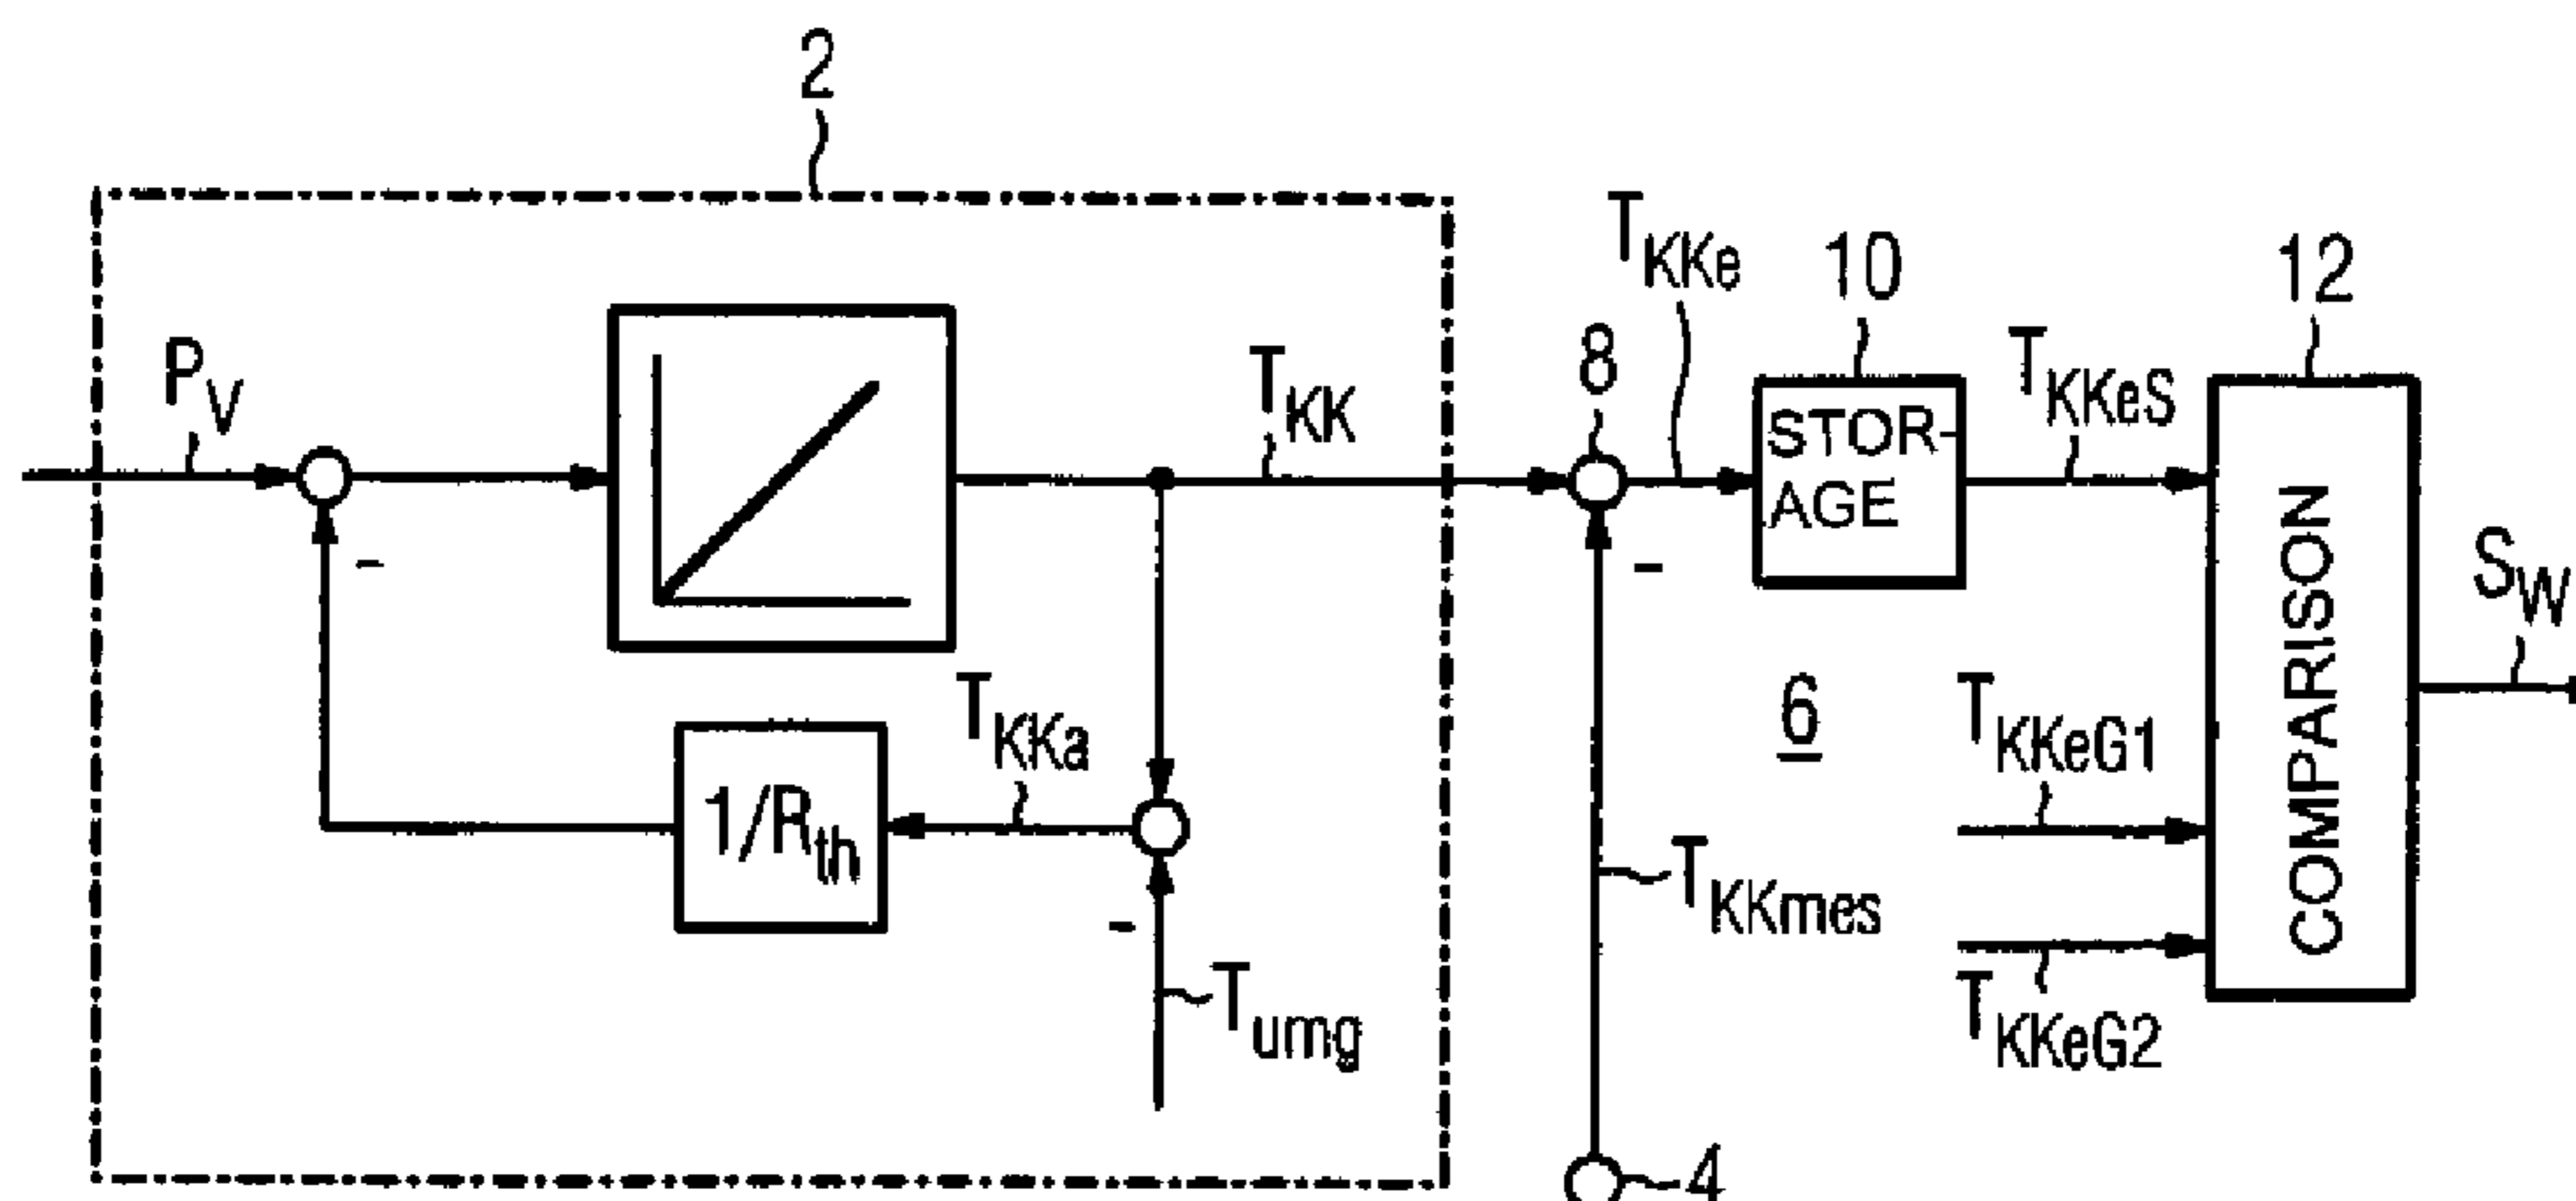 2
P_V
T_KK
T_KKe
8
10
STOR-
AGE
T_KKeS
12
COMPARISON
S_W
1/R_th
T_KKa
T_umg
T_KKmes
6
T_KKeG1
T_KKeG2
4